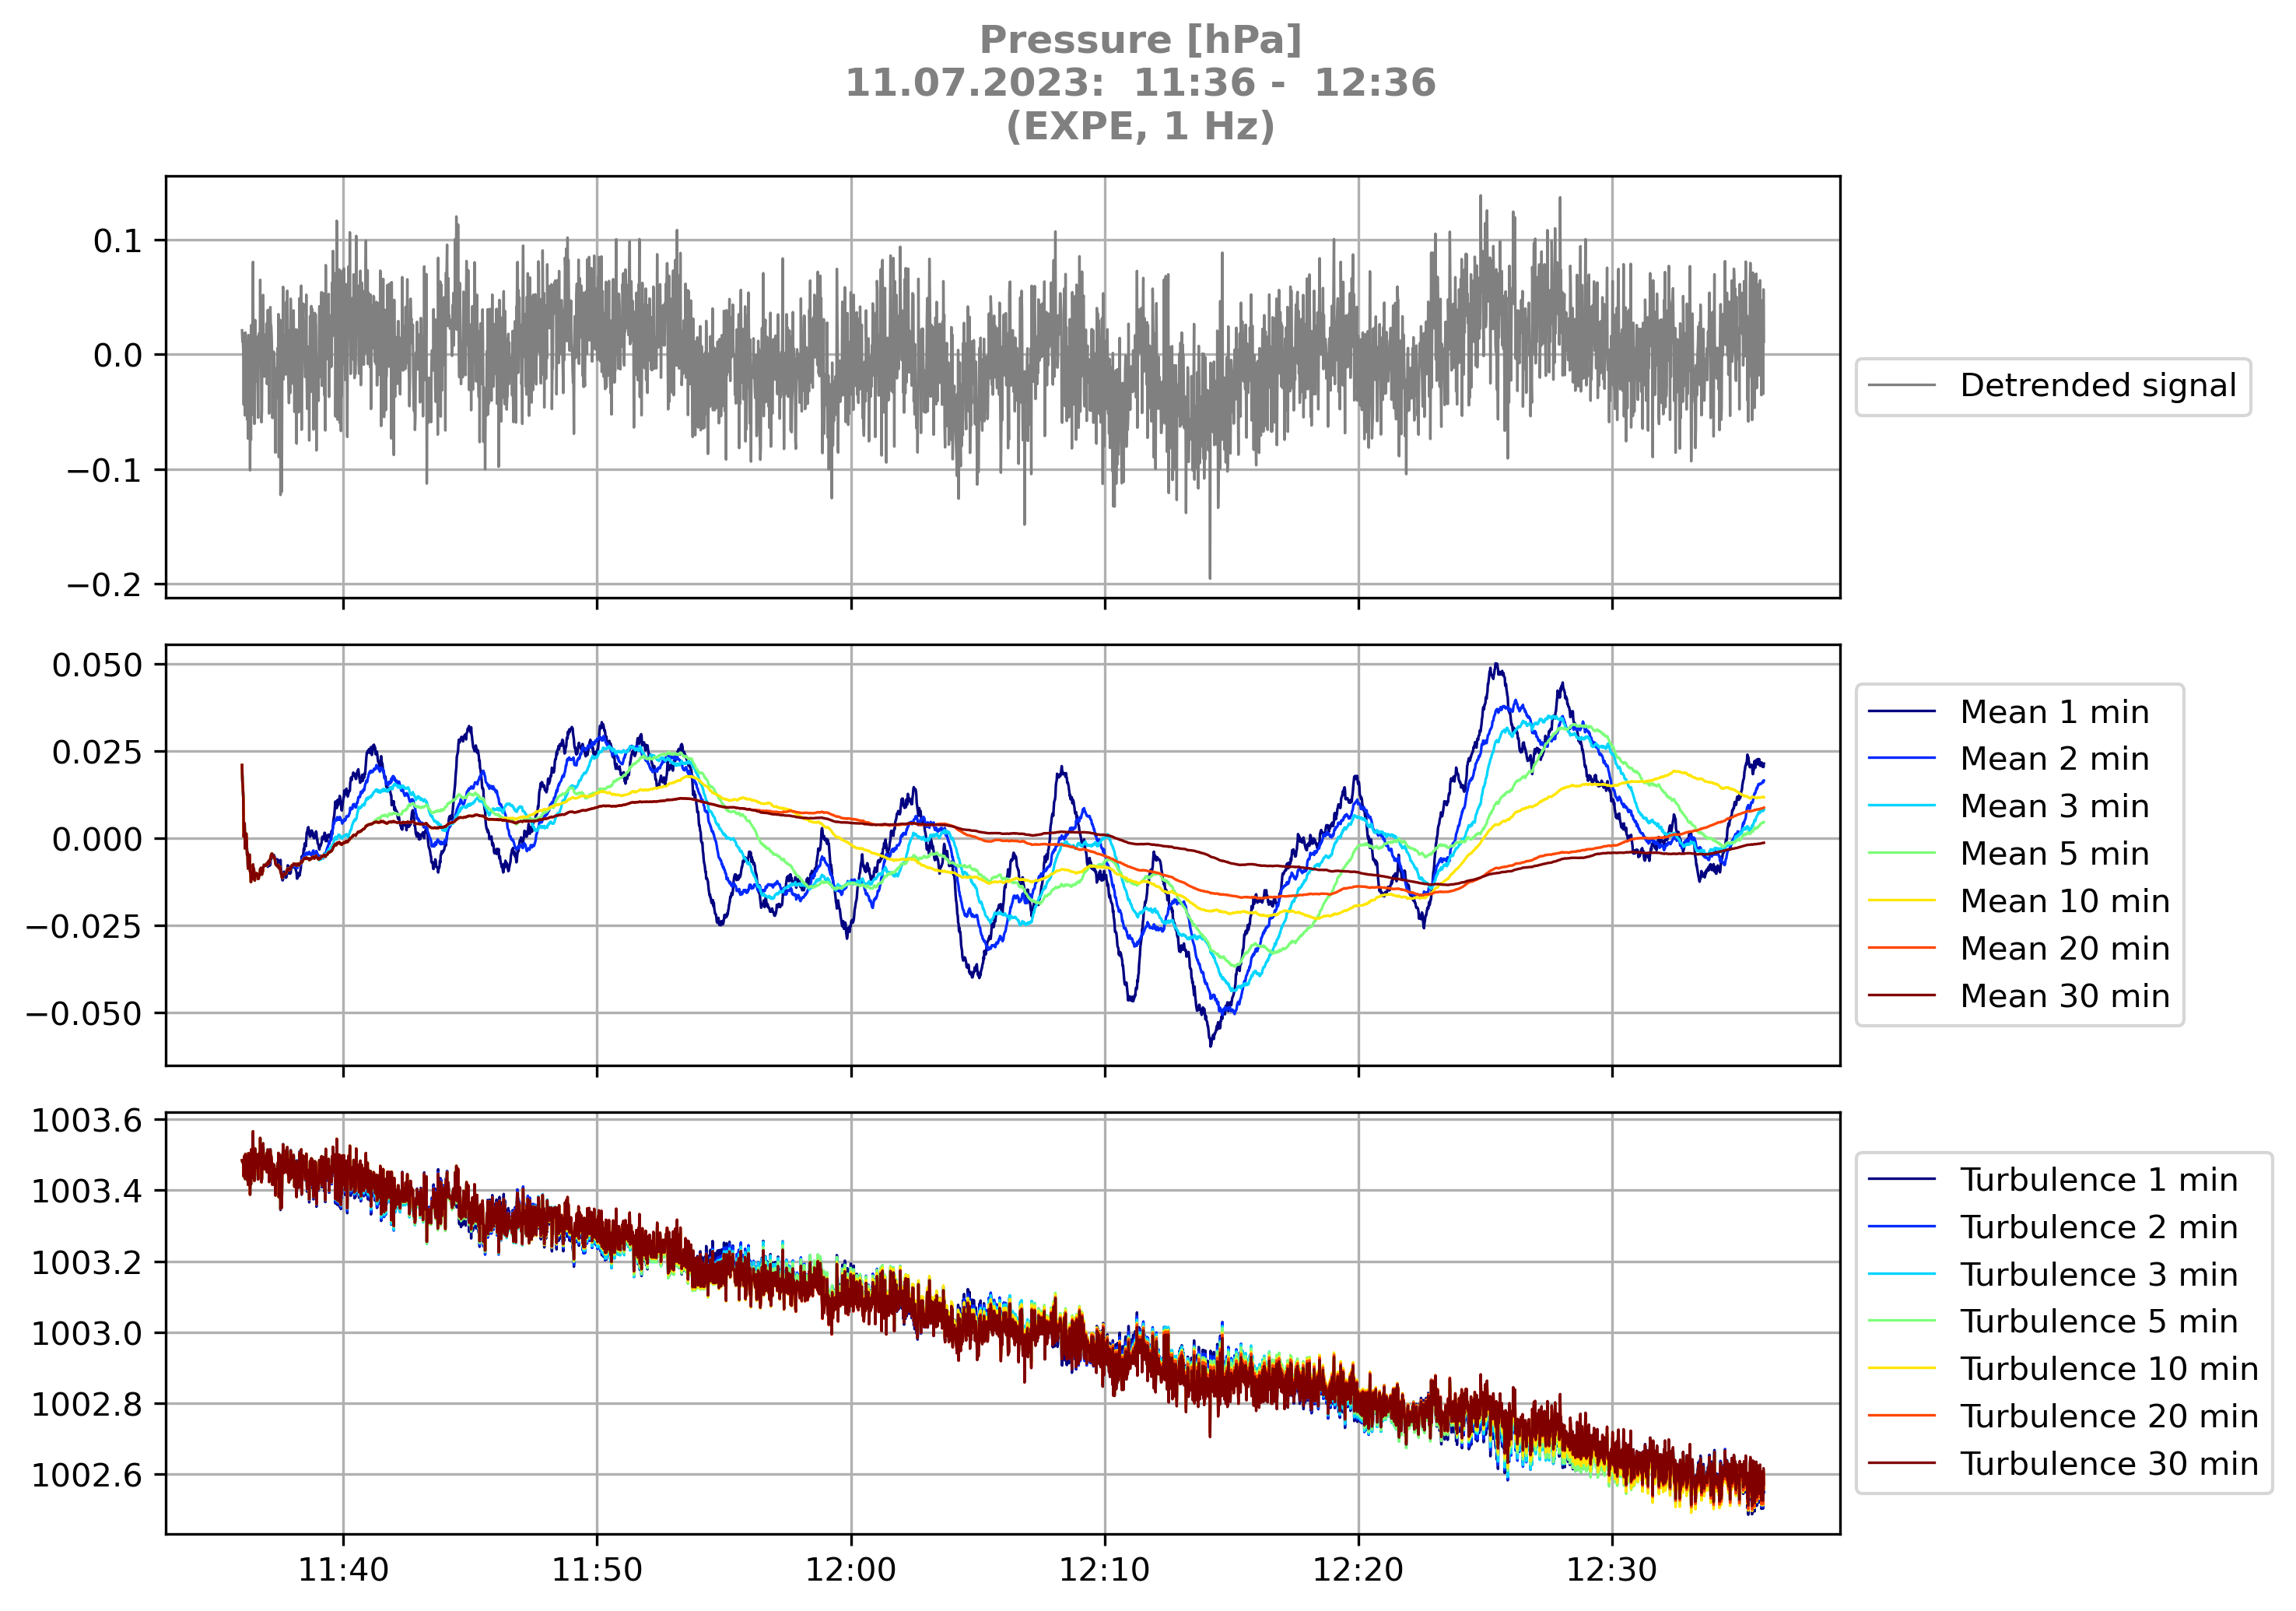 Pressure [hPa]
11.07.2023:  11:36 -  12:36
(EXPE, 1 Hz)
0.1
0.0
−0.1
−0.2
Detrended signal
0.050
0.025
0.000
−0.025
−0.050
Mean 1 min
Mean 2 min
Mean 3 min
Mean 5 min
Mean 10 min
Mean 20 min
Mean 30 min
1003.6
1003.4
1003.2
1003.0
1002.8
1002.6
Turbulence 1 min
Turbulence 2 min
Turbulence 3 min
Turbulence 5 min
Turbulence 10 min
Turbulence 20 min
Turbulence 30 min
11:40 11:50 12:00 12:10 12:20 12:30